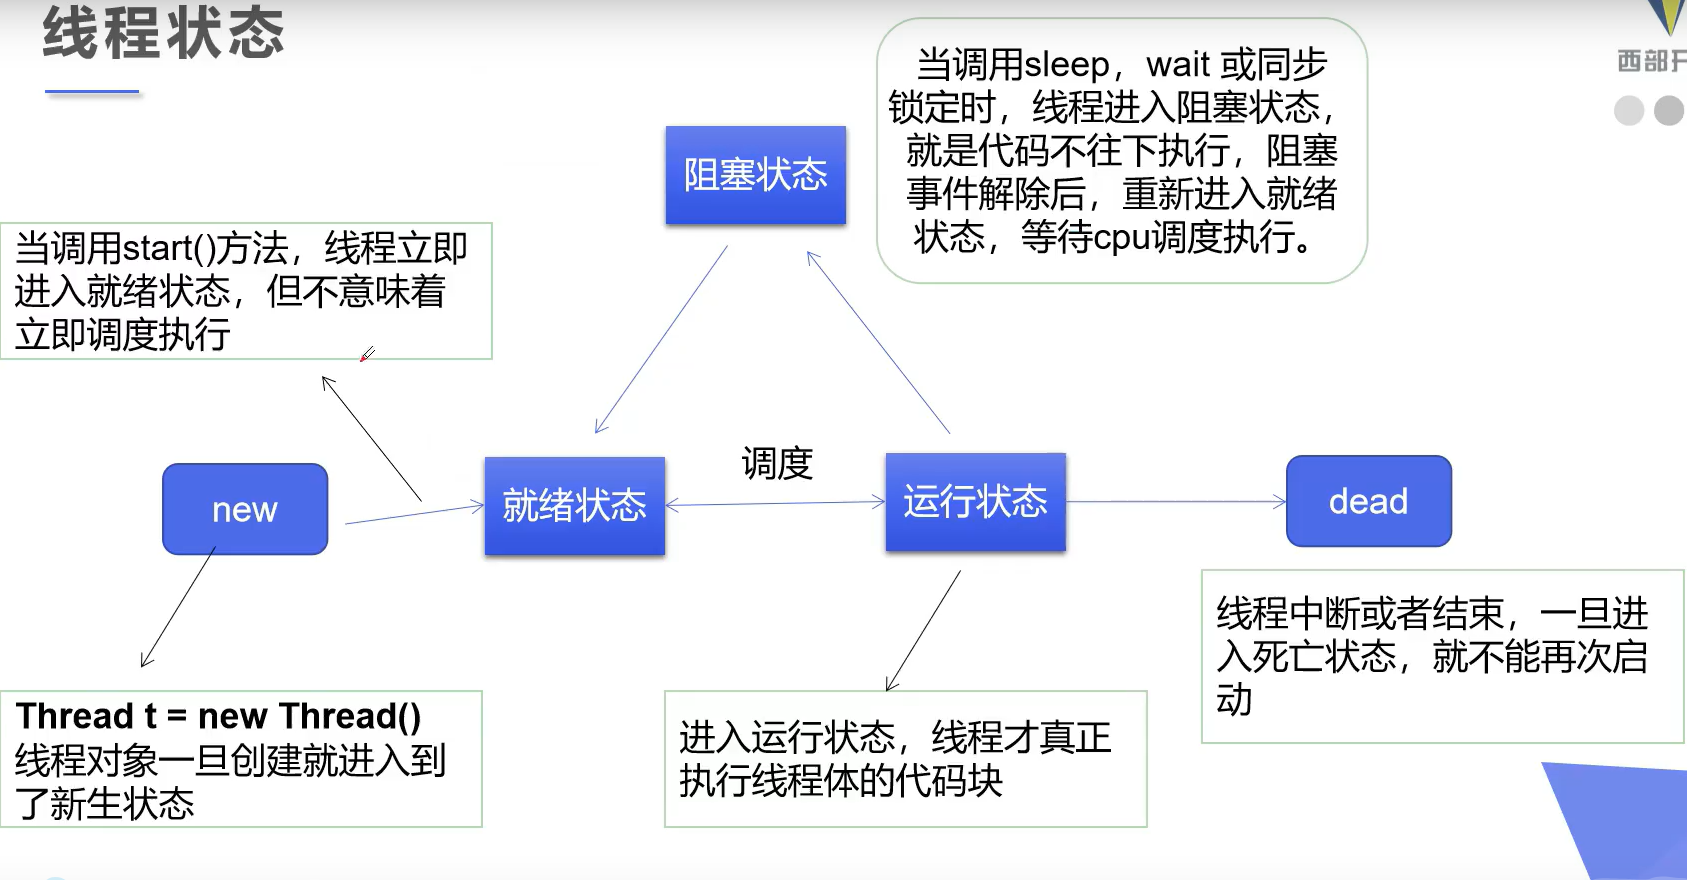 线程状态
西部开
当调用sleep，wait 或同步
锁定时，线程进入阻塞状态，
就是代码不往下执行，阻塞
事件解除后，重新进入就绪
状态，等待cpu调度执行。
阻塞状态
当调用start()方法，线程立即
进入就绪状态，但不意味着
立即调度执行
调度
new
就绪状态
运行状态
dead
线程中断或者结束，一旦进
入死亡状态，就不能再次启
动
Thread t = new Thread()
线程对象一旦创建就进入到
了新生状态
进入运行状态，线程才真正
执行线程体的代码块